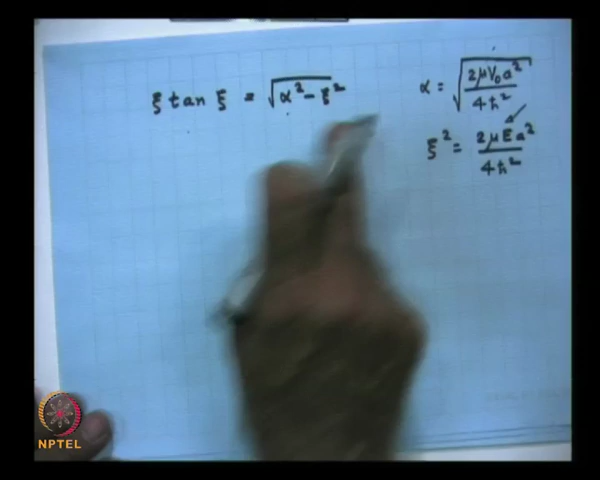 ξ tan ξ = √(α² − ξ²)
α = √(2μV₀a² / 4ħ²)
ξ² = 2μEa² / 4ħ²
NPTEL